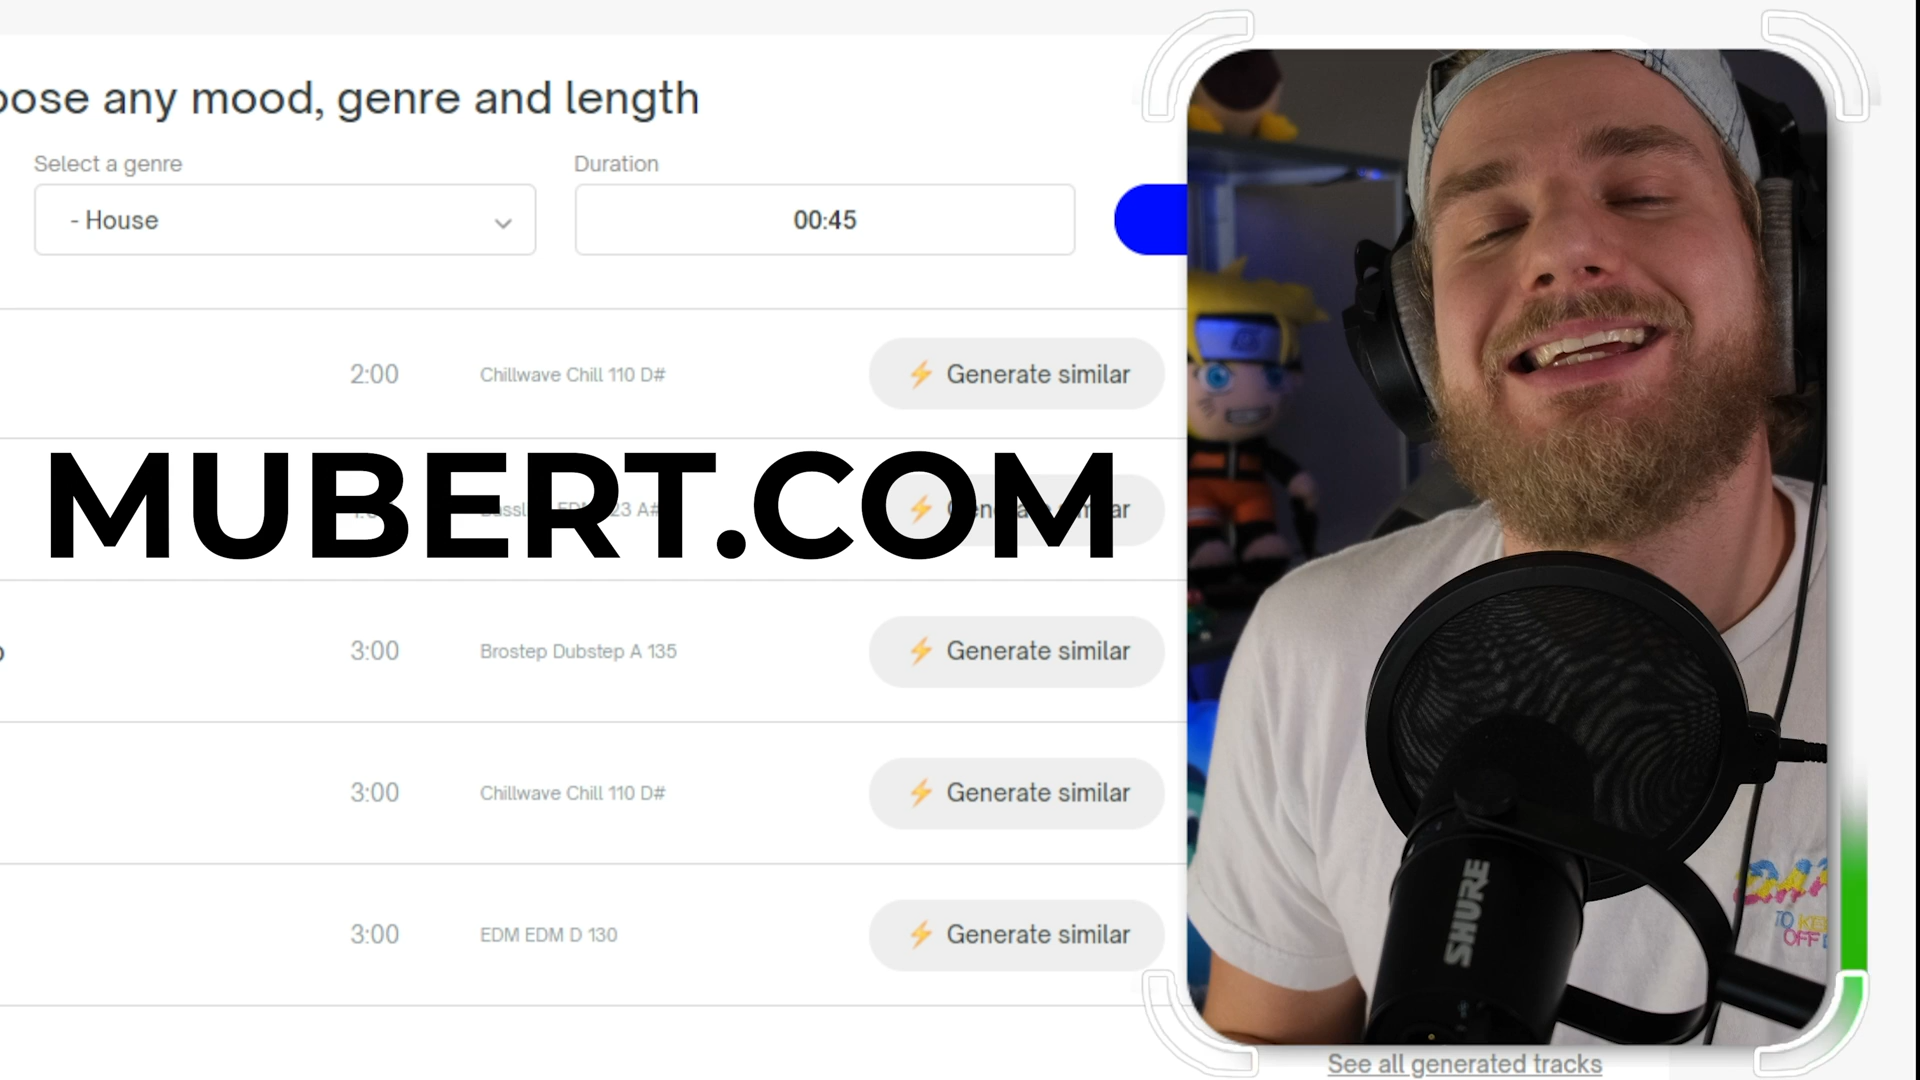 oose any mood, genre and length
Select a genre
Duration
- House
00:45
2:00
Chillwave Chill 110 D#
Generate similar
MUBERT.COM
3:00
Brostep Dubstep A 135
Generate similar
3:00
Chillwave Chill 110 D#
Generate similar
3:00
EDM EDM D 130
Generate similar
SHURE
TO
OFF
See all generated tracks